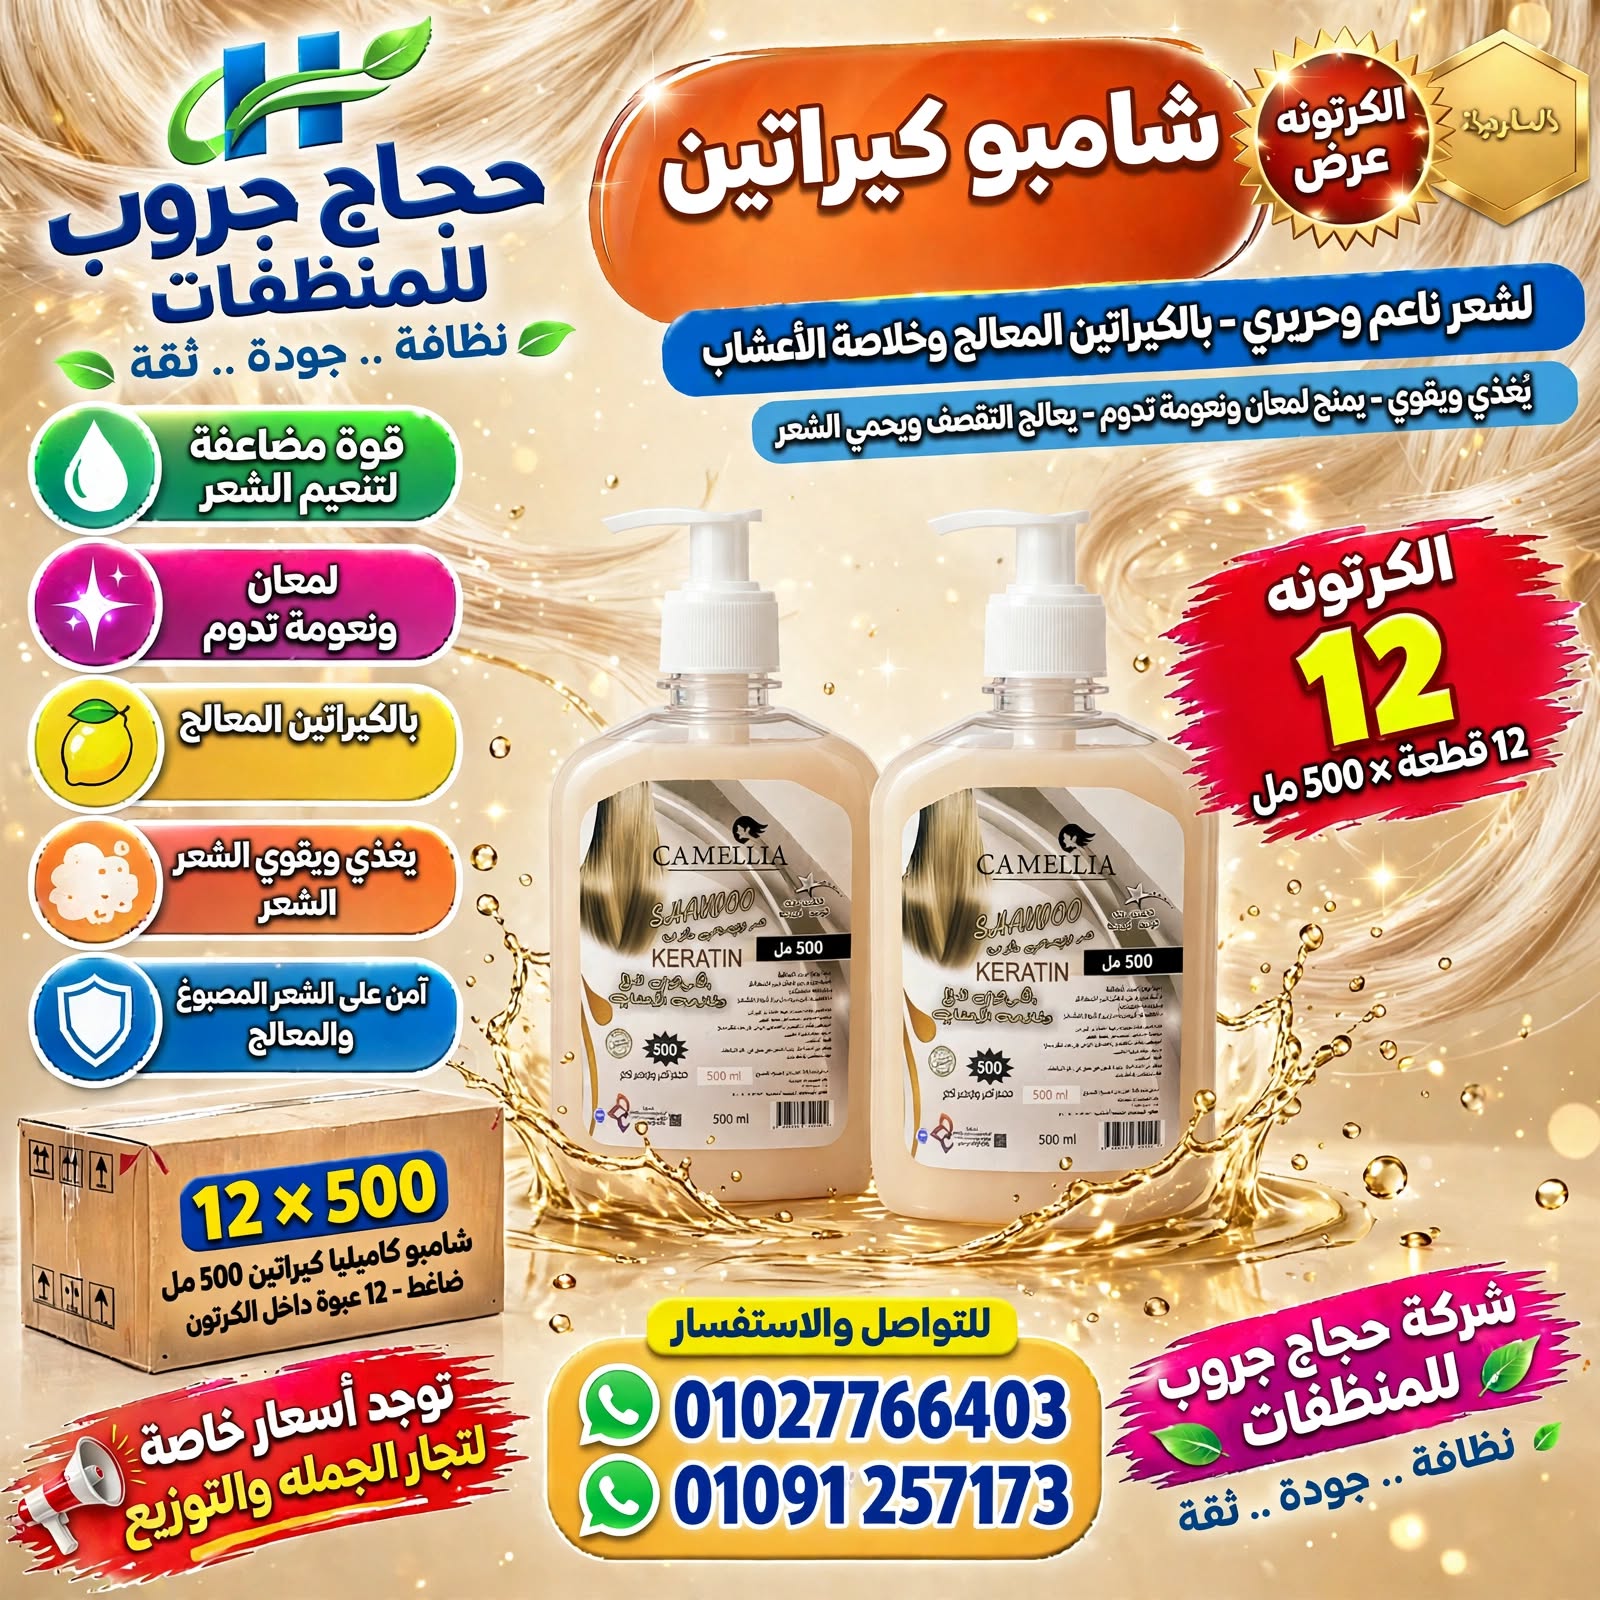 حجاج جروب
للمنظفات
نظافة .. جودة .. ثقة
شامبو كيراتين
الكرتونه
عرض
لشعر ناعم وحريري - بالكيراتين المعالج وخلاصة الأعشاب
يُغذي ويقوي - يمنح لمعان ونعومة تدوم - يعالج التقصف ويحمي الشعر
قوة مضاعفة
لتنعيم الشعر
لمعان
ونعومة تدوم
بالكيراتين المعالج
يغذي ويقوي الشعر
الشعر
آمن على الشعر المصبوغ
والمعالج
الكرتونه
12
12 قطعة × 500 مل
CAMELLIA
SHAMOO
KERATIN
500 مل
500
500 ml
500 ml
CAMELLIA
SHAMOO
KERATIN
500 مل
500
500 ml
500 ml
12 × 500
شامبو كاميليا كيراتين 500 مل
ضاغط - 12 عبوة داخل الكرتون
توجد أسعار خاصة
لتجار الجمله والتوزيع
للتواصل والاستفسار
01027766403
01091 257173
شركة حجاج جروب
للمنظفات
نظافة .. جودة .. ثقة